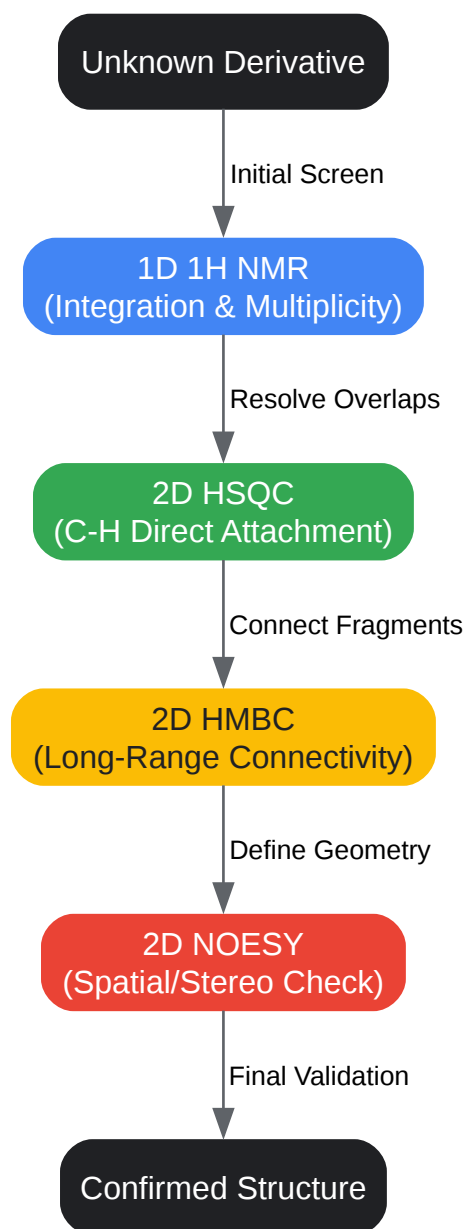 Unknown Derivative
Initial Screen
1D 1H NMR
(Integration & Multiplicity)
Resolve Overlaps
2D HSQC
(C-H Direct Attachment)
Connect Fragments
2D HMBC
(Long-Range Connectivity)
Define Geometry
2D NOESY
(Spatial/Stereo Check)
Final Validation
Confirmed Structure